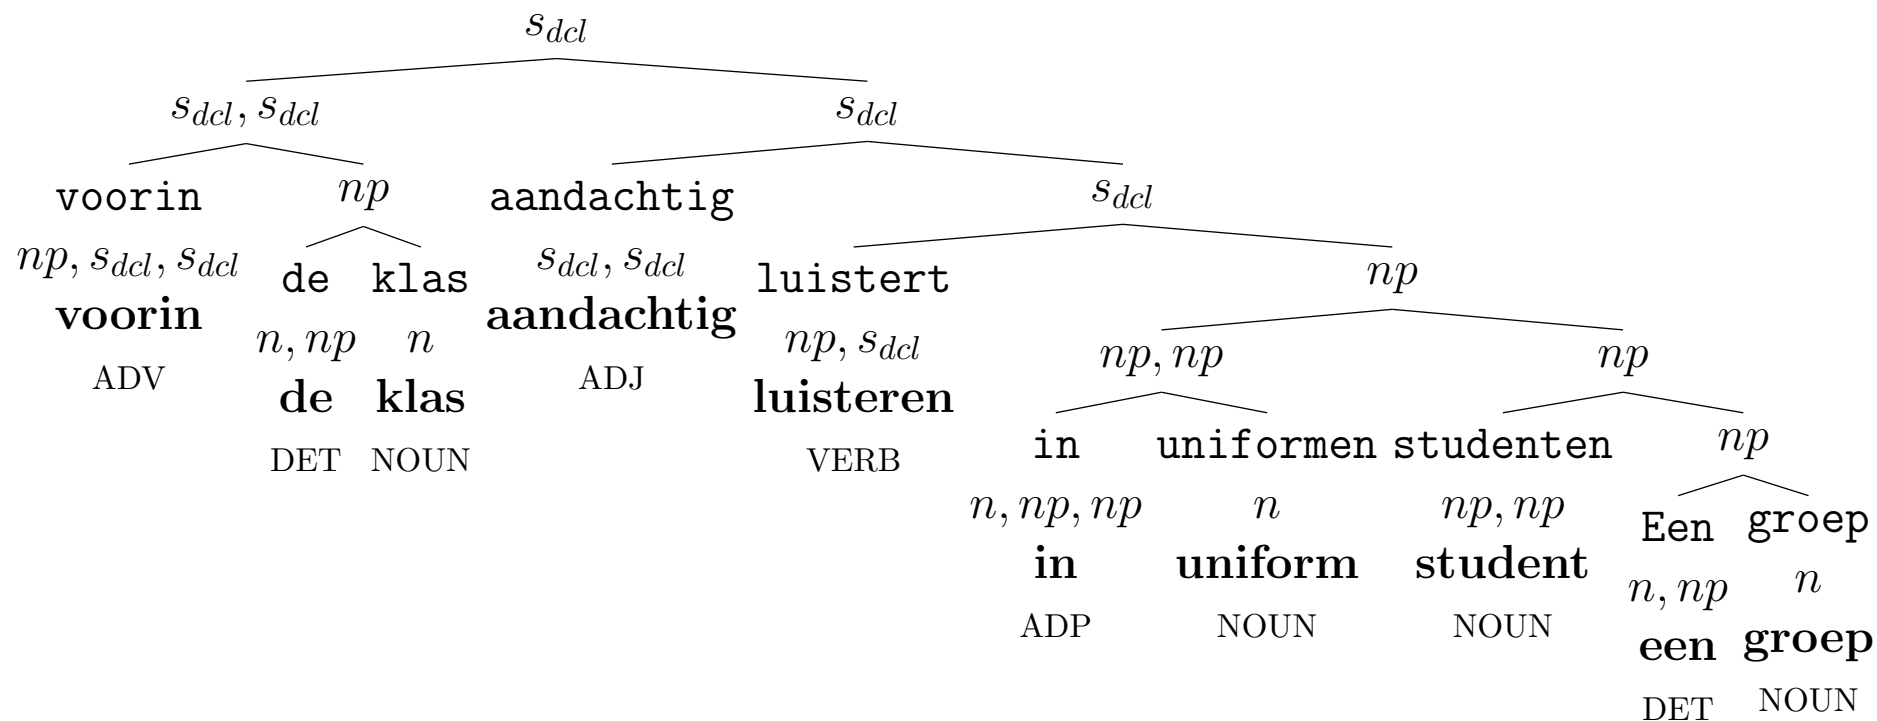 s_dcl
s_dcl, s_dcl s_dcl
voorin np aandachtig s_dcl
np, s_dcl, s_dcl de klas s_dcl, s_dcl luistert np
voorin n, np n aandachtig np, s_dcl np, np np
ADV de klas ADJ luisteren in uniformen studenten np
DET NOUN VERB n, np, np n np, np Een groep
in uniform student n, np n
ADP NOUN NOUN een groep
DET NOUN